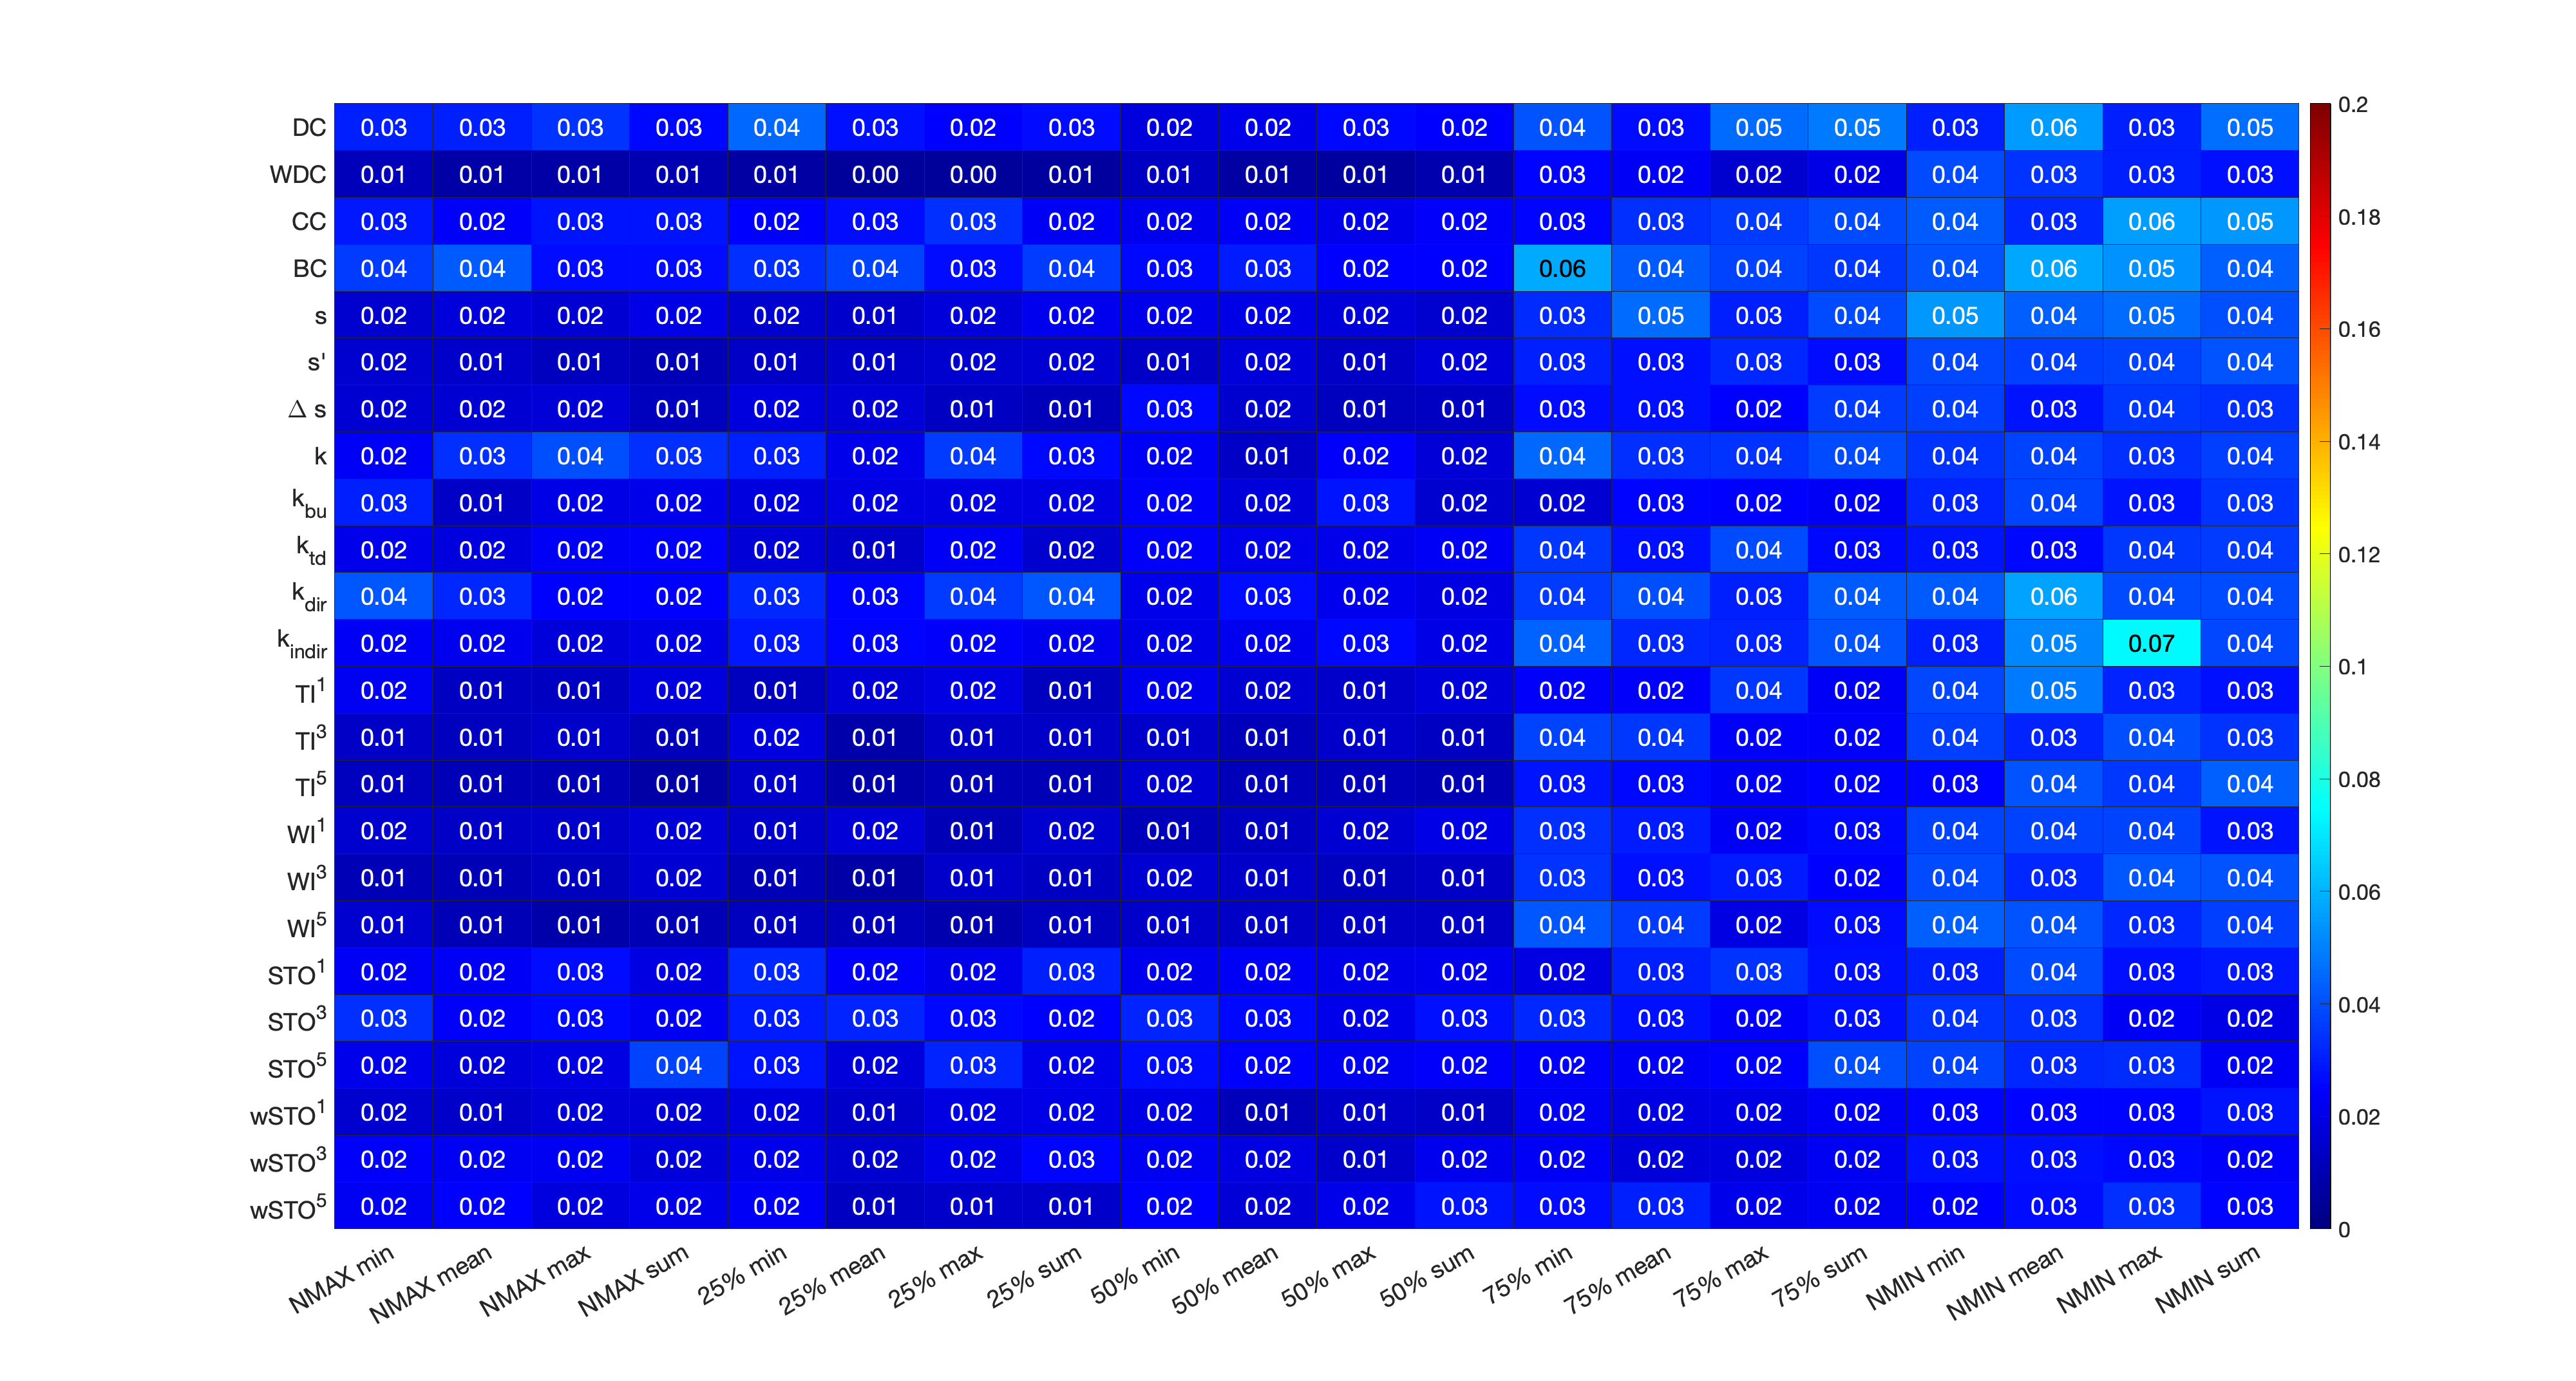 DC 0.03 0.03 0.03 0.03 0.04 0.03 0.02 0.03 0.02 0.02 0.03 0.02 0.04 0.03 0.05 0.05 0.03 0.06 0.03 0.05
WDC 0.01 0.01 0.01 0.01 0.01 0.00 0.00 0.01 0.01 0.01 0.01 0.01 0.03 0.02 0.02 0.02 0.04 0.03 0.03 0.03
CC 0.03 0.02 0.03 0.03 0.02 0.03 0.03 0.02 0.02 0.02 0.02 0.02 0.03 0.03 0.04 0.04 0.04 0.03 0.06 0.05
BC 0.04 0.04 0.03 0.03 0.03 0.04 0.03 0.04 0.03 0.03 0.02 0.02 0.06 0.04 0.04 0.04 0.04 0.06 0.05 0.04
s 0.02 0.02 0.02 0.02 0.02 0.01 0.02 0.02 0.02 0.02 0.02 0.02 0.03 0.05 0.03 0.04 0.05 0.04 0.05 0.04
s' 0.02 0.01 0.01 0.01 0.01 0.01 0.02 0.02 0.01 0.02 0.01 0.02 0.03 0.03 0.03 0.03 0.04 0.04 0.04 0.04
Δ s 0.02 0.02 0.02 0.01 0.02 0.02 0.01 0.01 0.03 0.02 0.01 0.01 0.03 0.03 0.02 0.04 0.04 0.03 0.04 0.03
k 0.02 0.03 0.04 0.03 0.03 0.02 0.04 0.03 0.02 0.01 0.02 0.02 0.04 0.03 0.04 0.04 0.04 0.04 0.03 0.04
k_bu 0.03 0.01 0.02 0.02 0.02 0.02 0.02 0.02 0.02 0.02 0.03 0.02 0.02 0.03 0.02 0.02 0.03 0.04 0.03 0.03
k_td 0.02 0.02 0.02 0.02 0.02 0.01 0.02 0.02 0.02 0.02 0.02 0.02 0.04 0.03 0.04 0.03 0.03 0.03 0.04 0.04
k_dir 0.04 0.03 0.02 0.02 0.03 0.03 0.04 0.04 0.02 0.03 0.02 0.02 0.04 0.04 0.03 0.04 0.04 0.06 0.04 0.04
k_indir 0.02 0.02 0.02 0.02 0.03 0.03 0.02 0.02 0.02 0.02 0.03 0.02 0.04 0.03 0.03 0.04 0.03 0.05 0.07 0.04
TI¹ 0.02 0.01 0.01 0.02 0.01 0.02 0.02 0.01 0.02 0.02 0.01 0.02 0.02 0.02 0.04 0.02 0.04 0.05 0.03 0.03
TI³ 0.01 0.01 0.01 0.01 0.02 0.01 0.01 0.01 0.01 0.01 0.01 0.01 0.04 0.04 0.02 0.02 0.04 0.03 0.04 0.03
TI⁵ 0.01 0.01 0.01 0.01 0.01 0.01 0.01 0.01 0.02 0.01 0.01 0.01 0.03 0.03 0.02 0.02 0.03 0.04 0.04 0.04
WI¹ 0.02 0.01 0.01 0.02 0.01 0.02 0.01 0.02 0.01 0.01 0.02 0.02 0.03 0.03 0.02 0.03 0.04 0.04 0.04 0.03
WI³ 0.01 0.01 0.01 0.02 0.01 0.01 0.01 0.01 0.02 0.01 0.01 0.01 0.03 0.03 0.03 0.02 0.04 0.03 0.04 0.04
WI⁵ 0.01 0.01 0.01 0.01 0.01 0.01 0.01 0.01 0.01 0.01 0.01 0.01 0.04 0.04 0.02 0.03 0.04 0.04 0.03 0.04
STO¹ 0.02 0.02 0.03 0.02 0.03 0.02 0.02 0.03 0.02 0.02 0.02 0.02 0.02 0.03 0.03 0.03 0.03 0.04 0.03 0.03
STO³ 0.03 0.02 0.03 0.02 0.03 0.03 0.03 0.02 0.03 0.03 0.02 0.03 0.03 0.03 0.02 0.03 0.04 0.03 0.02 0.02
STO⁵ 0.02 0.02 0.02 0.04 0.03 0.02 0.03 0.02 0.03 0.02 0.02 0.02 0.02 0.02 0.02 0.04 0.04 0.03 0.03 0.02
wSTO¹ 0.02 0.01 0.02 0.02 0.02 0.01 0.02 0.02 0.02 0.01 0.01 0.01 0.02 0.02 0.02 0.02 0.03 0.03 0.03 0.03
wSTO³ 0.02 0.02 0.02 0.02 0.02 0.02 0.02 0.03 0.02 0.02 0.01 0.02 0.02 0.02 0.02 0.02 0.03 0.03 0.03 0.02
wSTO⁵ 0.02 0.02 0.02 0.02 0.02 0.01 0.01 0.01 0.02 0.02 0.02 0.03 0.03 0.03 0.02 0.02 0.02 0.03 0.03 0.03
NMAX min
NMAX mean
NMAX max
NMAX sum
25% min
25% mean
25% max
25% sum
50% min
50% mean
50% max
50% sum
75% min
75% mean
75% max
75% sum
NMIN min
NMIN mean
NMIN max
NMIN sum
0.2
0.18
0.16
0.14
0.12
0.1
0.08
0.06
0.04
0.02
0